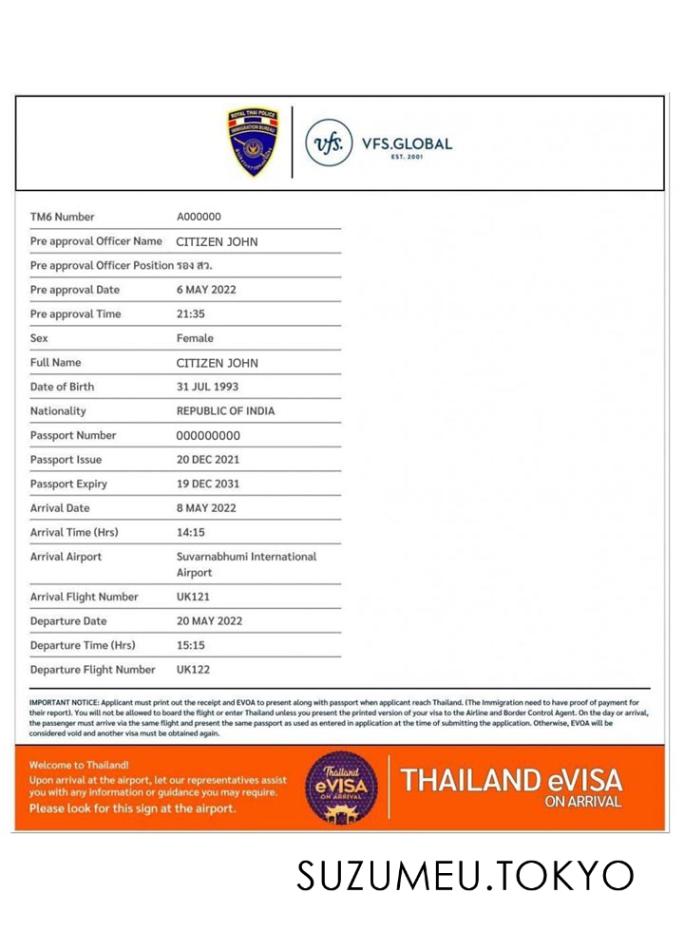 ROYAL THAI POLICE
IMMIGRATION BUREAU
vfs.
VFS.GLOBAL
EST. 2001
TM6 Number A000000
Pre approval Officer Name CITIZEN JOHN
Pre approval Officer Position รอง สว.
Pre approval Date 6 MAY 2022
Pre approval Time 21:35
Sex Female
Full Name CITIZEN JOHN
Date of Birth 31 JUL 1993
Nationality REPUBLIC OF INDIA
Passport Number 000000000
Passport Issue 20 DEC 2021
Passport Expiry 19 DEC 2031
Arrival Date 8 MAY 2022
Arrival Time (Hrs) 14:15
Arrival Airport Suvarnabhumi International
Airport
Arrival Flight Number UK121
Departure Date 20 MAY 2022
Departure Time (Hrs) 15:15
Departure Flight Number UK122
IMPORTANT NOTICE: Applicant must print out the receipt and EVOA to present along with passport when applicant reach Thailand. (The Immigration need to have proof of payment for
their report). You will not be allowed to board the flight or enter Thailand unless you present the printed version of your visa to the Airline and Border Control Agent. On the day or arrival,
the passenger must arrive via the same flight and present the same passport as used as entered in application at the time of submitting the application. Otherwise, EVOA will be
considered void and another visa must be obtained again.
Welcome to Thailand!
Upon arrival at the airport, let our representatives assist
you with any information or guidance you may require.
Please look for this sign at the airport.
Thailand
eVISA
ON ARRIVAL
THAILAND eVISA
ON ARRIVAL
SUZUMEU.TOKYO